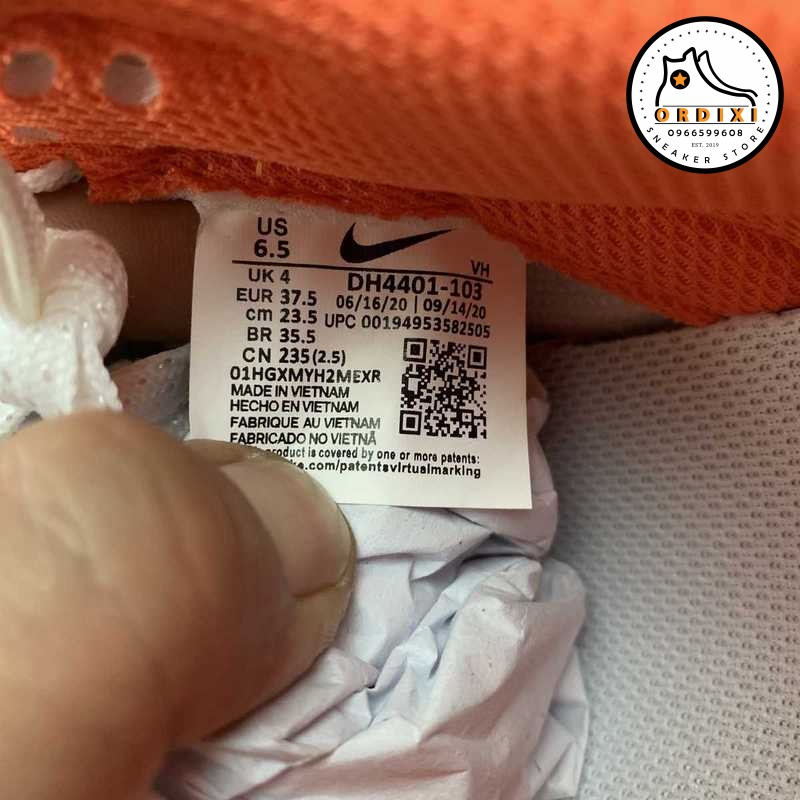 US
6.5
VH
UK 4
DH4401-103
EUR 37.5
06/16/20 | 09/14/20
cm 23.5
UPC 00194953582505
BR 35.5
CN 235(2.5)
01HGXMYH2MEXR
MADE IN VIETNAM
HECHO EN VIETNAM
FABRIQUE AU VIETNAM
FABRICADO NO VIETNÃ
product is covered by one or more patents:
.com/patentsvirtualmarking
ORDIXI
0966599608
EST. 2019
SNEAKER STORE